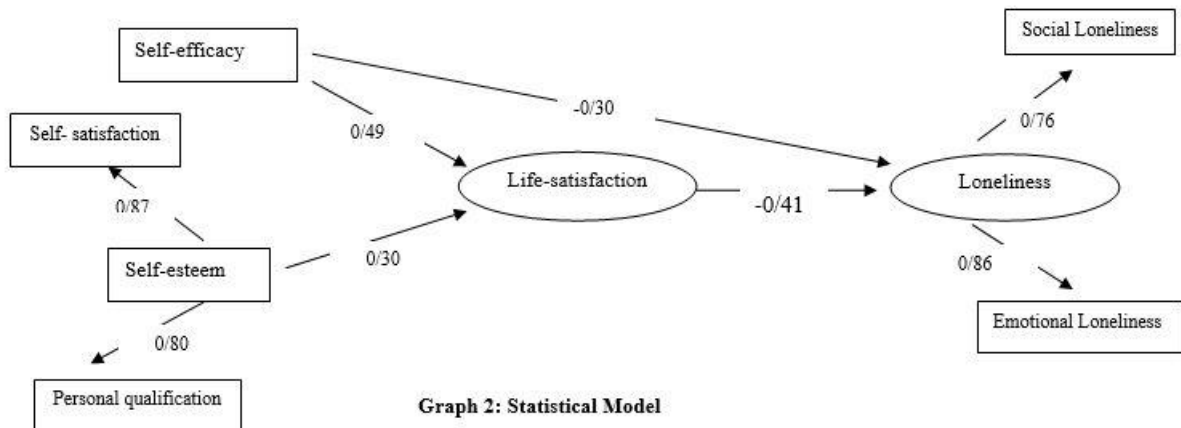 Social Loneliness
Self-efficacy
-0/30
0/76
Self- satisfaction
0/49
Life-satisfaction
Loneliness
-0/41
0/87
0/30
Self-esteem
0/86
0/80
Emotional Loneliness
Personal qualification
Graph 2: Statistical Model